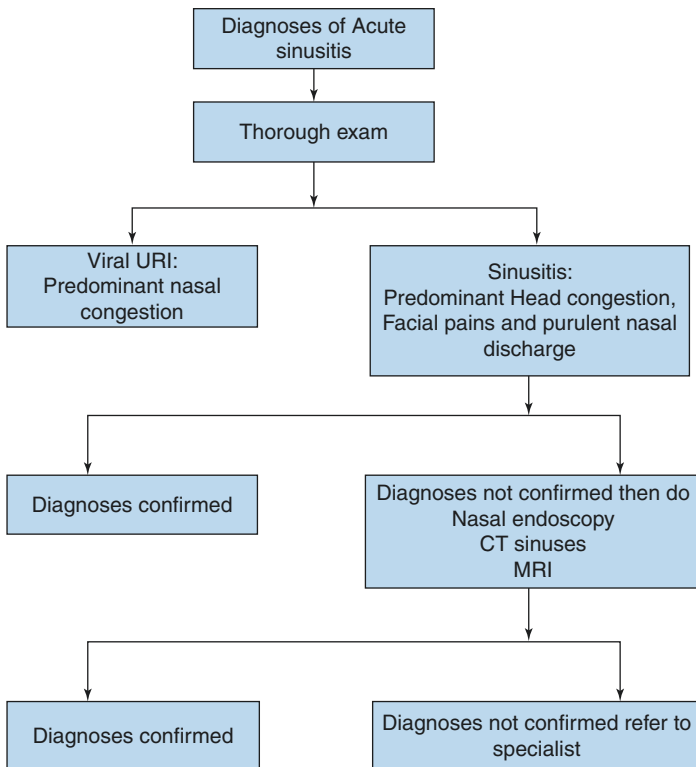 Diagnoses of Acute
sinusitis
Thorough exam
Viral URI:
Predominant nasal
congestion
Sinusitis:
Predominant Head congestion,
Facial pains and purulent nasal
discharge
Diagnoses confirmed
Diagnoses not confirmed then do
Nasal endoscopy
CT sinuses
MRI
Diagnoses confirmed
Diagnoses not confirmed refer to
specialist